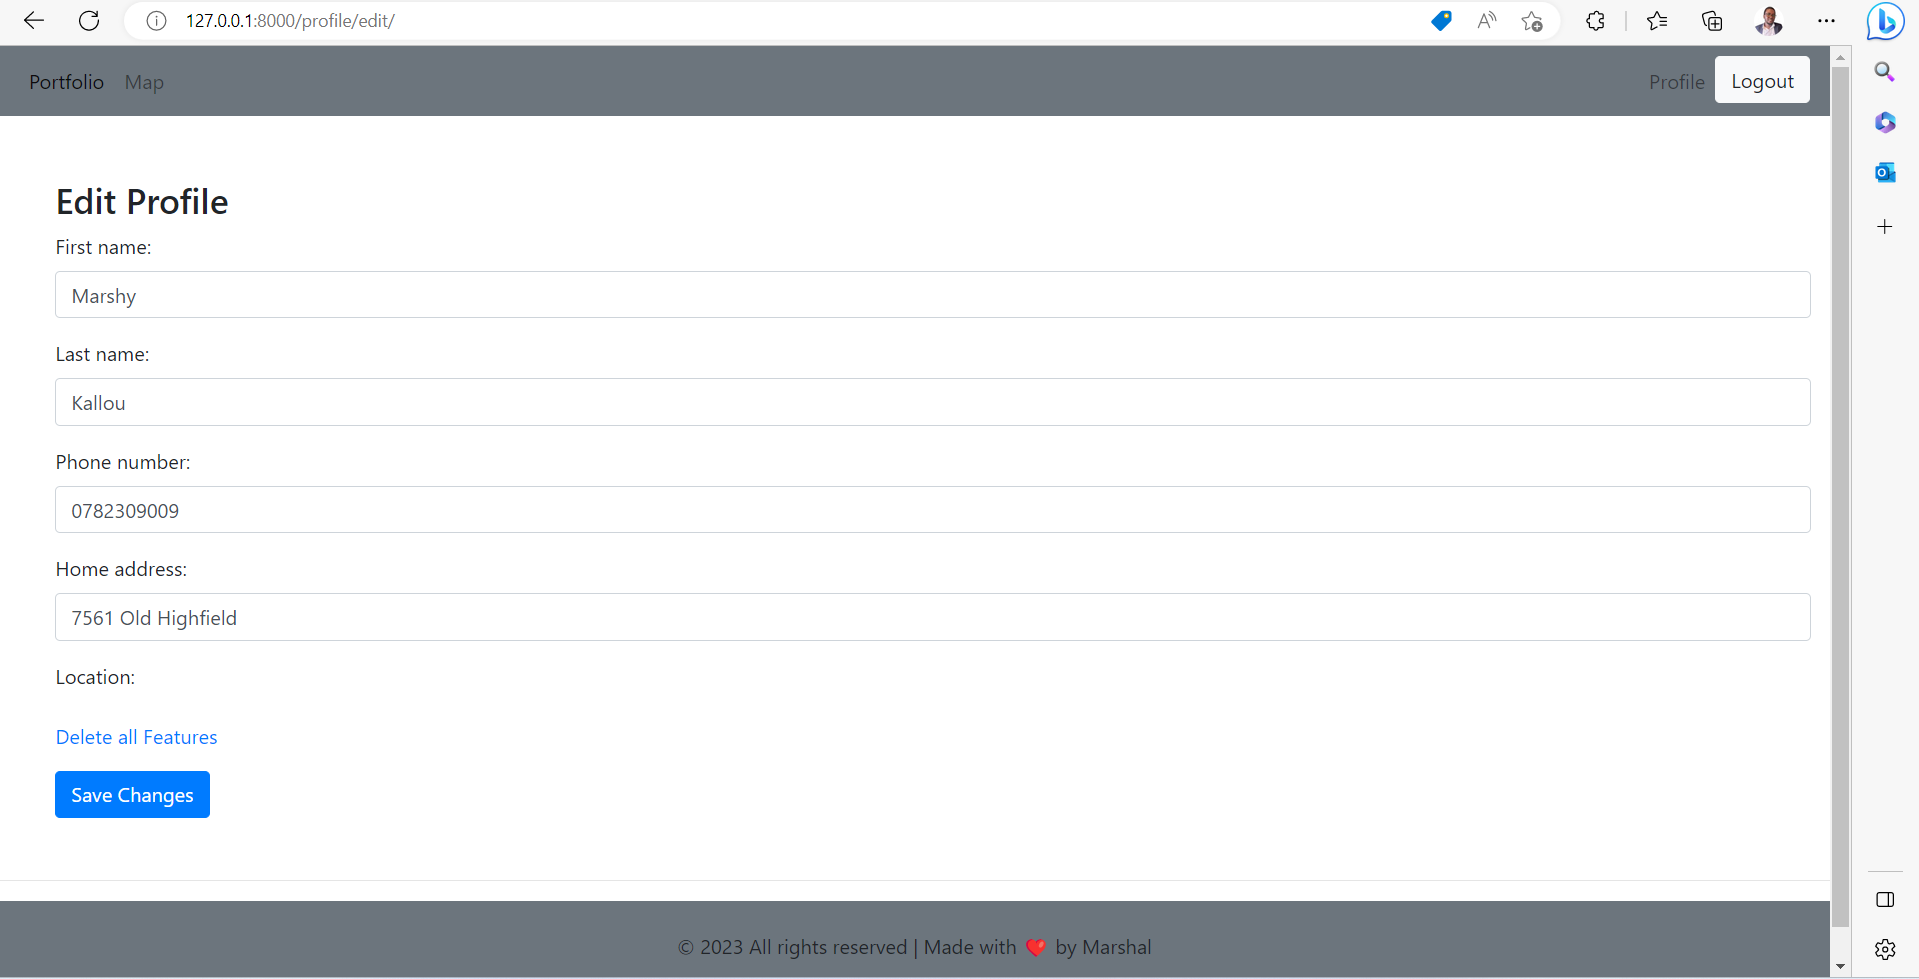 127.0.0.1:8000/profile/edit/
Portfolio Map Profile Logout
Edit Profile
First name:
Marshy
Last name:
Kallou
Phone number:
0782309009
Home address:
7561 Old Highfield
Location:
Delete all Features
Save Changes
© 2023 All rights reserved | Made with ❤️ by Marshal